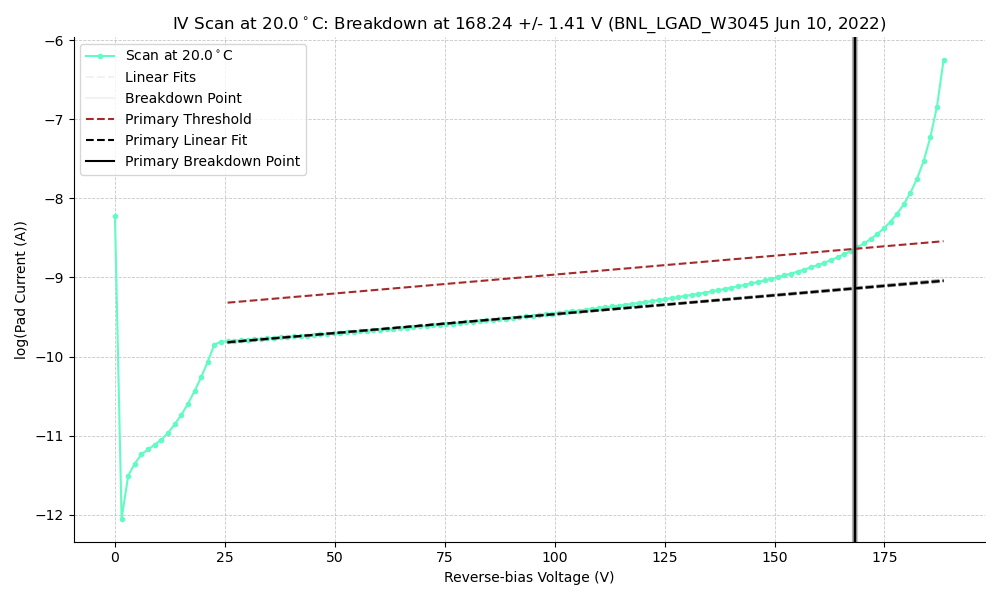 IV Scan at 20.0°C: Breakdown at 168.24 +/- 1.41 V (BNL_LGAD_W3045 Jun 10, 2022)
Scan at 20.0°C
Linear Fits
Breakdown Point
Primary Threshold
Primary Linear Fit
Primary Breakdown Point
log(Pad Current (A))
−6
−7
−8
−9
−10
−11
−12
0 25 50 75 100 125 150 175
Reverse-bias Voltage (V)